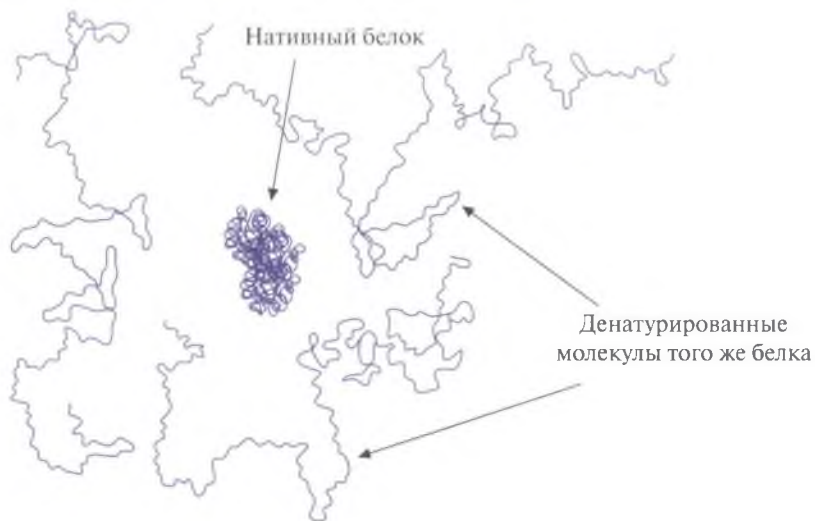 Нативный белок
Денатурированные
молекулы того же белка